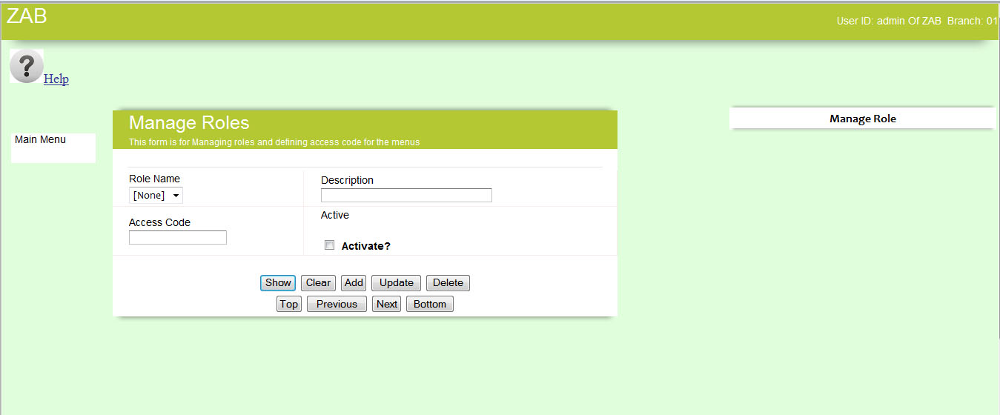 ZAB
User ID: admin Of ZAB  Branch: 01
?
Help
Manage Roles
This form is for Managing roles and defining access code for the menus
Manage Role
Main Menu
Role Name
[None]
Description
Access Code
Active
Activate?
Show Clear Add Update Delete
Top Previous Next Bottom